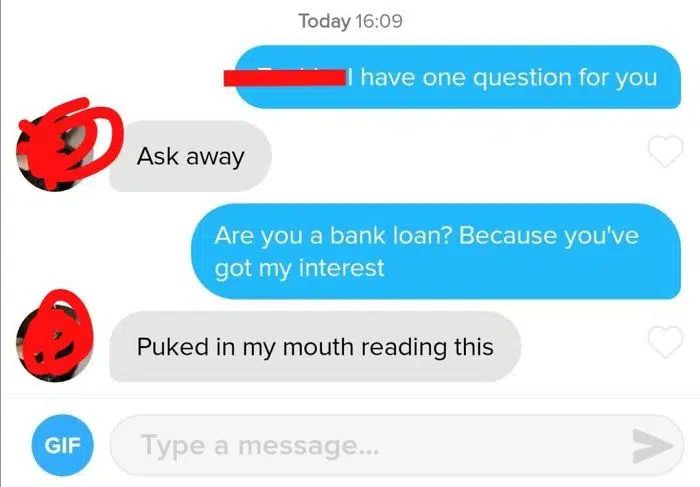 Today 16:09
I have one question for you
Ask away
Are you a bank loan? Because you've
got my interest
Puked in my mouth reading this
GIF
Type a message...